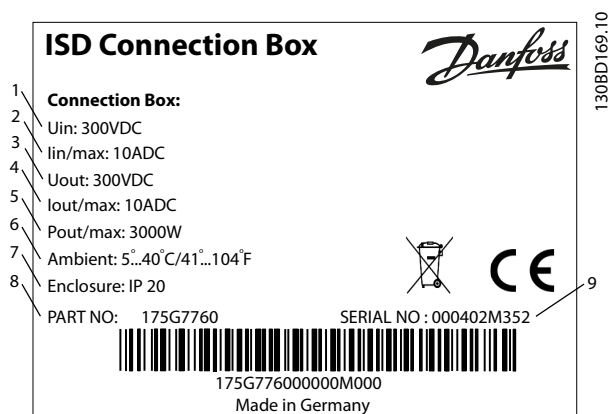 ISD Connection Box
Danfoss
130BD169.10
Connection Box:
1 Uin: 300VDC
2 Iin/max: 10ADC
3 Uout: 300VDC
4 Iout/max: 10ADC
5 Pout/max: 3000W
6 Ambient: 5°...40°C/41°...104°F
7 Enclosure: IP 20
8 PART NO: 175G7760 SERIAL NO : 000402M352 9
175G776000000M000
Made in Germany
CE